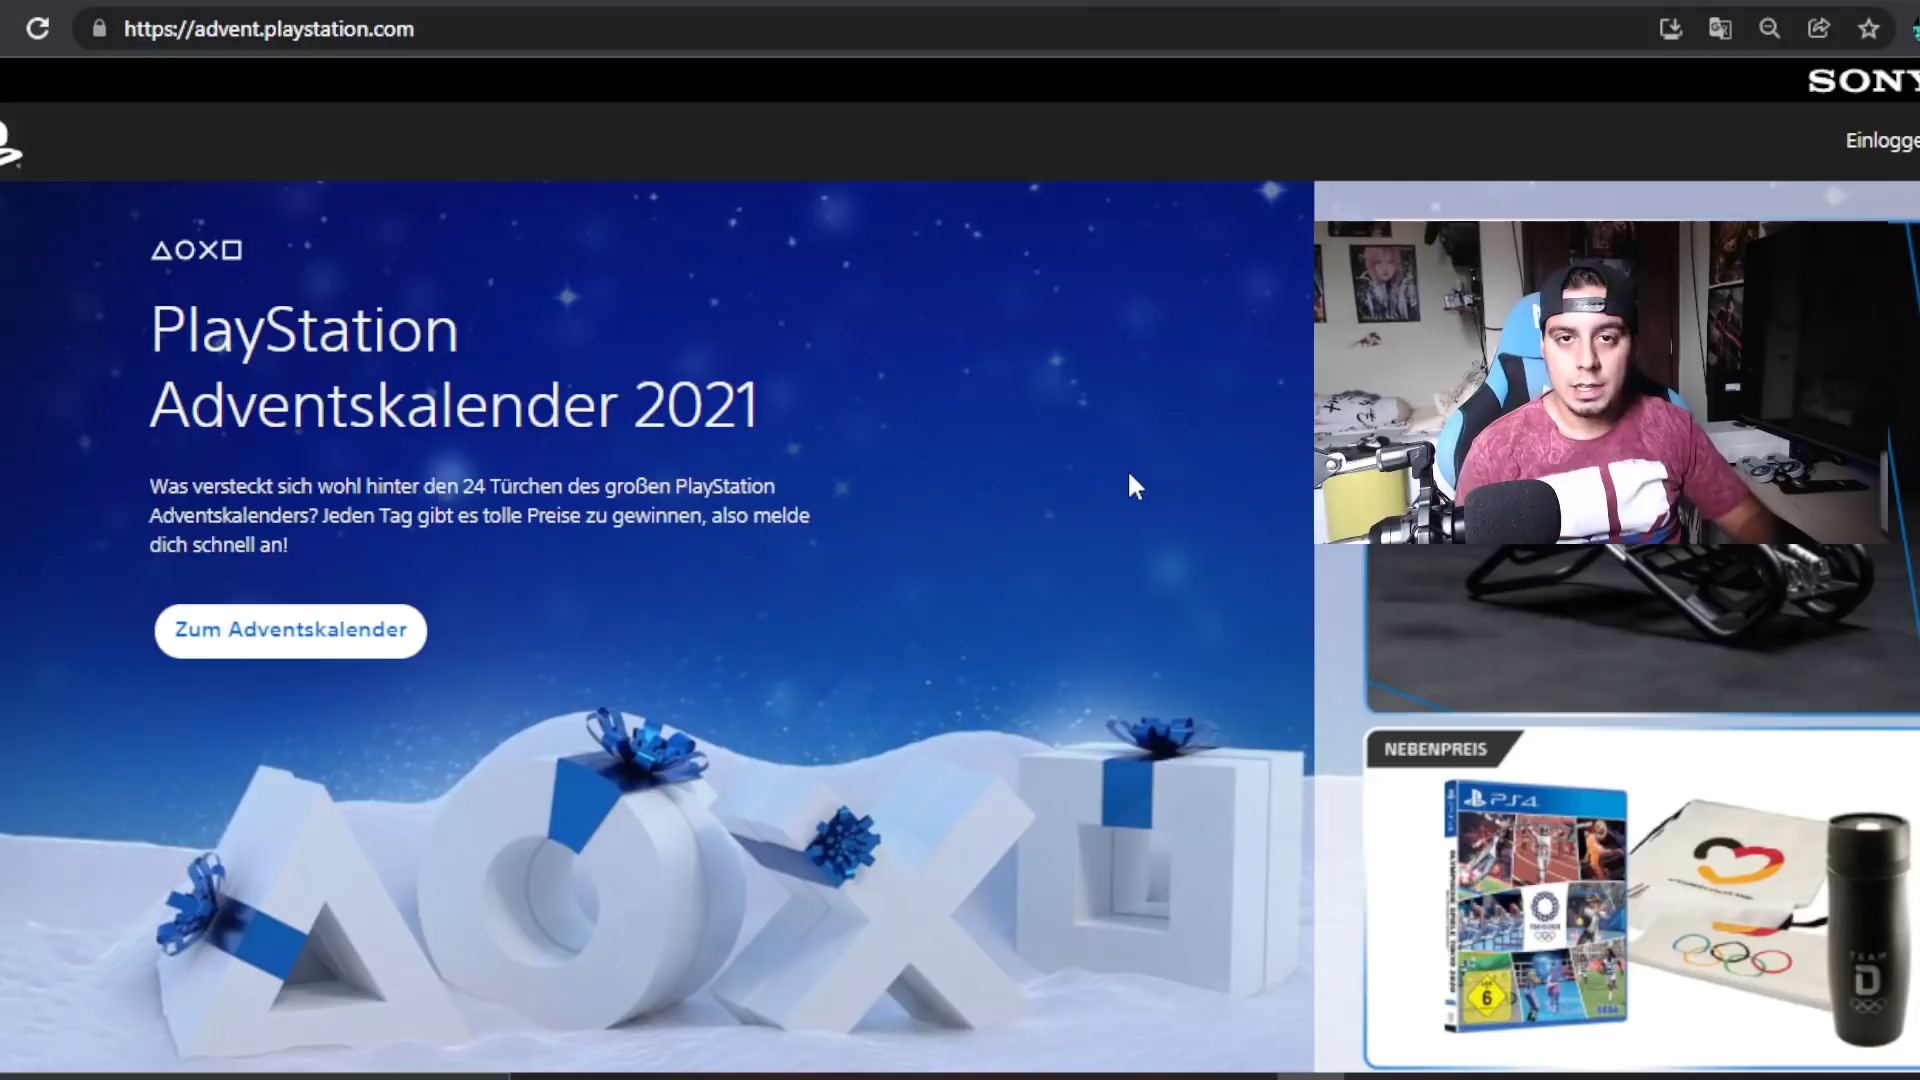 https://advent.playstation.com
SONY
Einlogge
PlayStation
Adventskalender 2021
Was versteckt sich wohl hinter den 24 Türchen des großen PlayStation
Adventskalenders? Jeden Tag gibt es tolle Preise zu gewinnen, also melde
dich schnell an!
Zum Adventskalender
NEBENPREIS
PS4
6
SEGA
TEAM
D